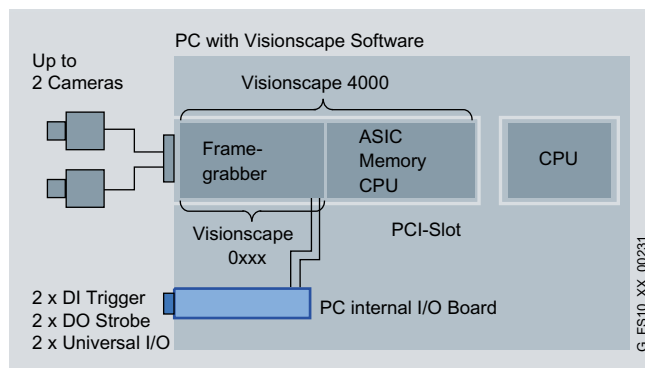 PC with Visionscape Software
Up to
2 Cameras
Visionscape 4000
Frame-
grabber
ASIC
Memory
CPU
CPU
Visionscape
0xxx
PCI-Slot
2 x DI Trigger
2 x DO Strobe
2 x Universal I/O
PC internal I/O Board
G_FS10_XX_00231